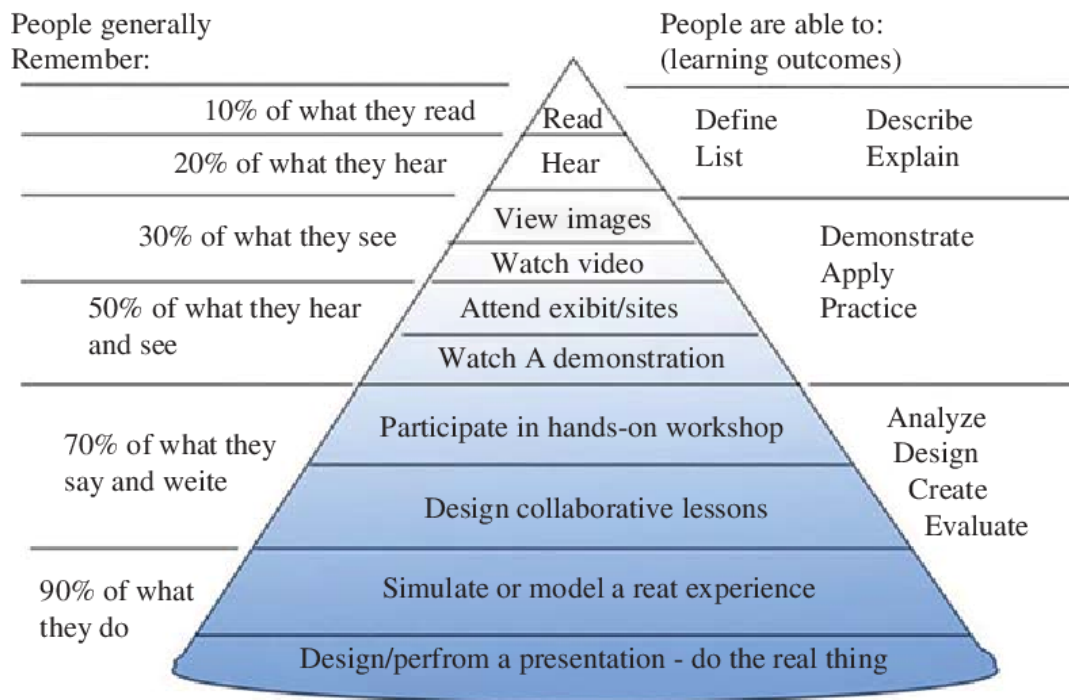 People generally
Remember:
People are able to:
(learning outcomes)
10% of what they read
Read
Define
Describe
List
Explain
20% of what they hear
Hear
30% of what they see
View images
Watch video
Demonstrate
Apply
Practice
50% of what they hear
and see
Attend exibit/sites
Watch A demonstration
70% of what they
say and weite
Participate in hands-on workshop
Design collaborative lessons
Analyze
Design
Create
Evaluate
90% of what
they do
Simulate or model a reat experience
Design/perfrom a presentation - do the real thing